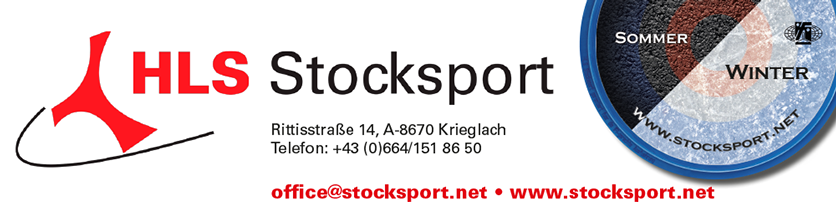 HLS Stocksport
Rittisstraße 14, A-8670 Krieglach
Telefon: +43 (0)664/151 86 50
office@stocksport.net • www.stocksport.net
SOMMER
WINTER
WWW.STOCKSPORT.NET